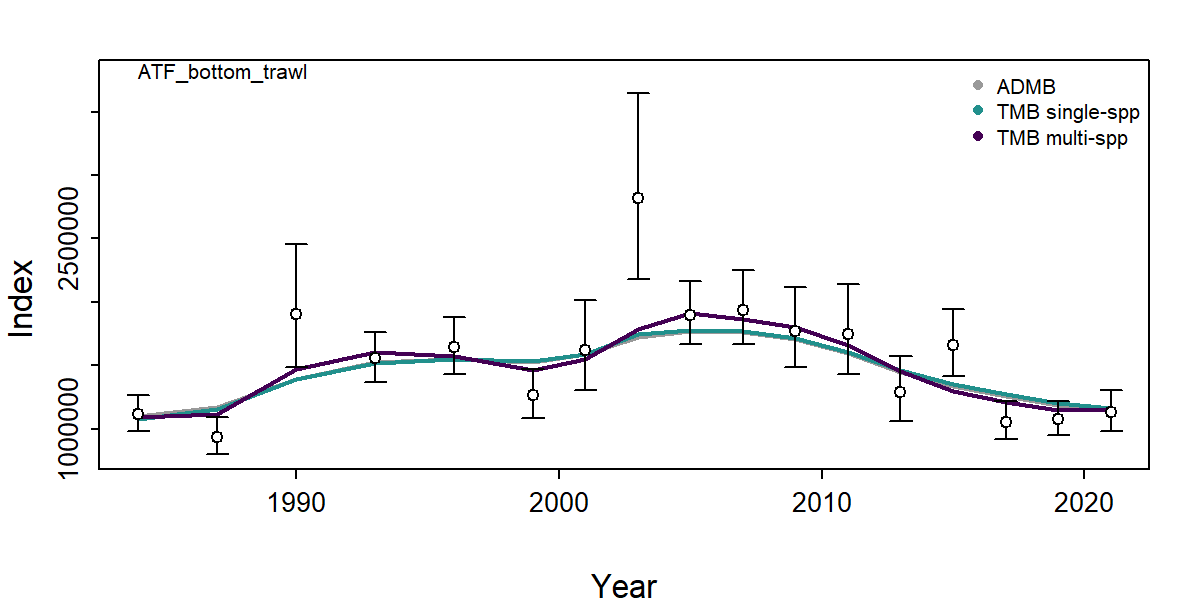 ATF_bottom_trawl
ADMB
TMB single-spp
TMB multi-spp
Index
2500000
1000000
1990
2000
2010
2020
Year